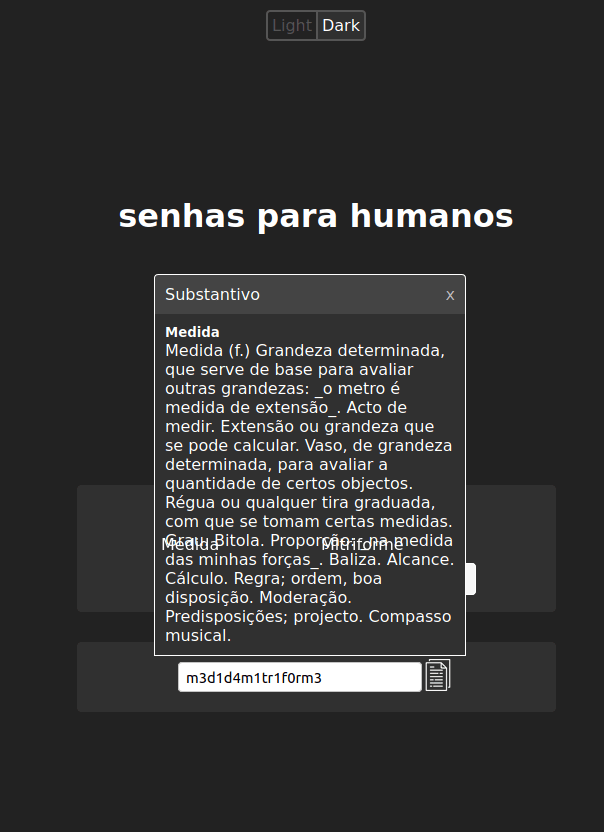 Light Dark
senhas para humanos
Substantivo x
Medida
Medida (f.) Grandeza determinada,
que serve de base para avaliar
outras grandezas: _o metro é
medida de extensão_. Acto de
medir. Extensão ou grandeza que
se pode calcular. Vaso, de grandeza
determinada, para avaliar a
quantidade de certos objectos.
Régua ou qualquer tira graduada,
com que se tomam certas medidas.
Grau. Bitola. Proporção: _na medida
Medida Mitriforme
das minhas forças_. Baliza. Alcance.
Cálculo. Regra; ordem, boa
disposição. Moderação.
Predisposições; projecto. Compasso
musical.
m3d1d4m1tr1f0rm3